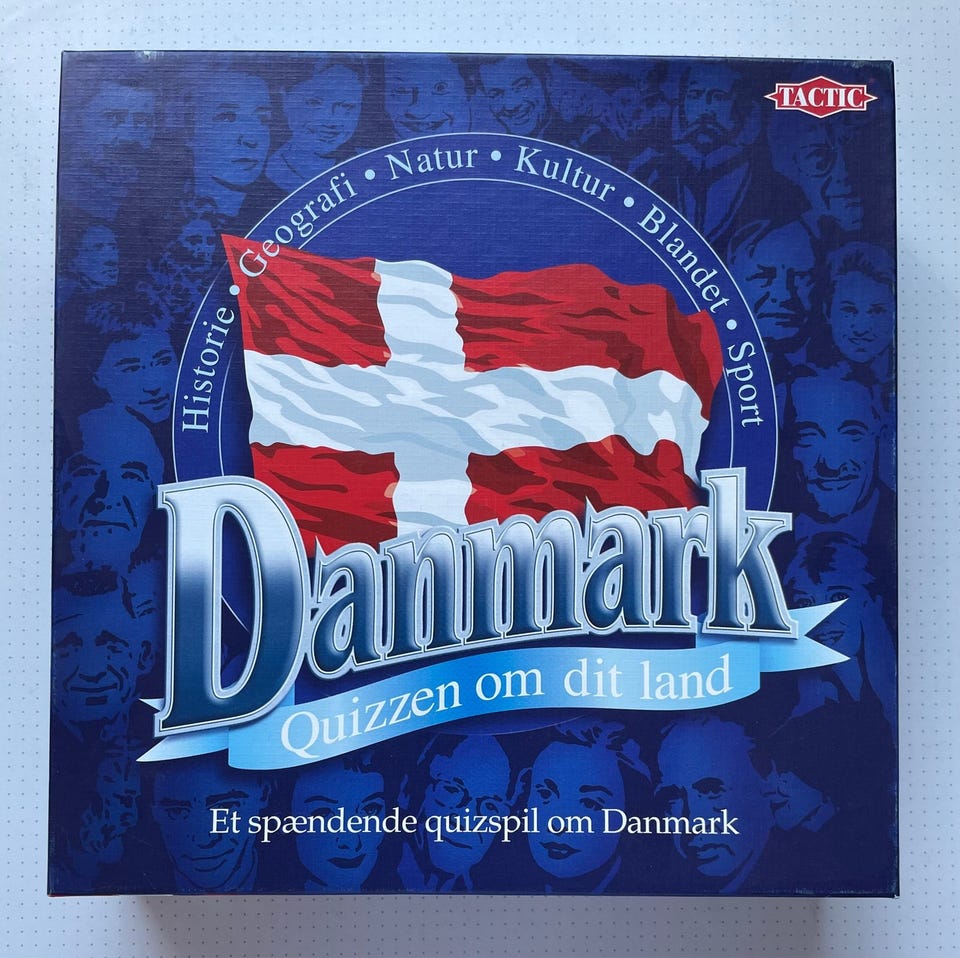 TACTIC
Historie • Geografi • Natur • Kultur • Blandet • Sport
Danmark
Quizzen om dit land
Et spændende quizspil om Danmark